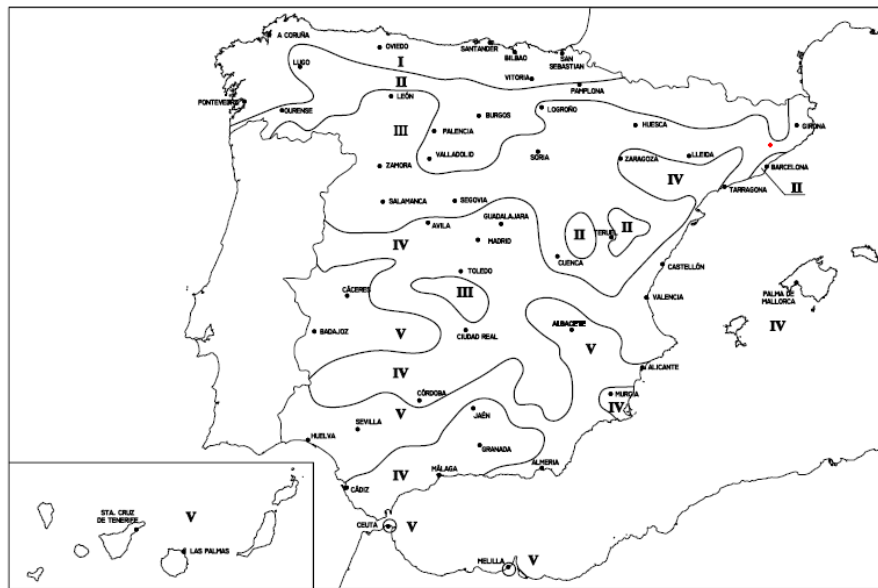 A CORUÑA
OVIEDO
SANTANDER
BILBAO
SAN
SEBASTIAN
LUGO
I
VITORIA
PAMPLONA
II
PONTEVEDRA
OURENSE
LEÓN
LOGROÑO
BURGOS
HUESCA
GIRONA
III
PALENCIA
VALLADOLID
SORIA
ZARAGOZA
LLEIDA
BARCELONA
ZAMORA
IV
TARRAGONA
II
SALAMANCA
SEGOVIA
AVILA
GUADALAJARA
IV
MADRID
II
II
TERUEL
CUENCA
TOLEDO
CASTELLÓN
CÁCERES
III
PALMA DE
MALLORCA
VALENCIA
IV
BADAJOZ
V
CIUDAD REAL
ALBACETE
V
IV
ALICANTE
CÓRDOBA
MURCIA
IV
V
JAÉN
SEVILLA
HUELVA
GRANADA
IV
MÁLAGA
ALMERIA
CÁDIZ
STA. CRUZ
DE TENERIFE
V
LAS PALMAS
CEUTA
V
MELILLA
V